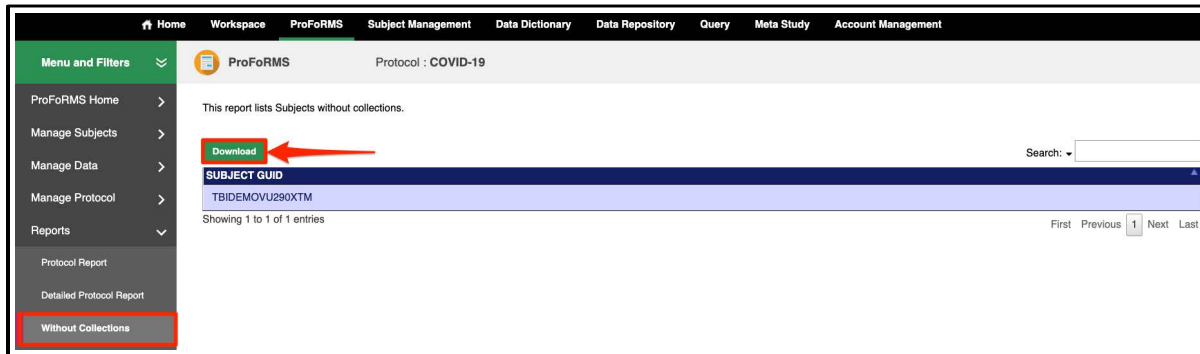 Home Workspace ProFoRMS Subject Management Data Dictionary Data Repository Query Meta Study Account Management
Menu and Filters
ProFoRMS Protocol : COVID-19
ProFoRMS Home
This report lists Subjects without collections.
Manage Subjects
Download Search:
Manage Data
SUBJECT GUID
Manage Protocol
TBIDEMOVU290XTM
Showing 1 to 1 of 1 entries
First Previous 1 Next Last
Reports
Protocol Report
Detailed Protocol Report
Without Collections